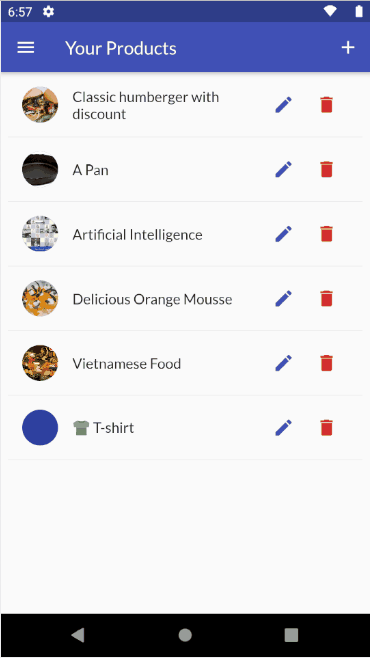 6:57
Your Products
Classic humberger with
discount
A Pan
Artificial Intelligence
Delicious Orange Mousse
Vietnamese Food
👕 T-shirt